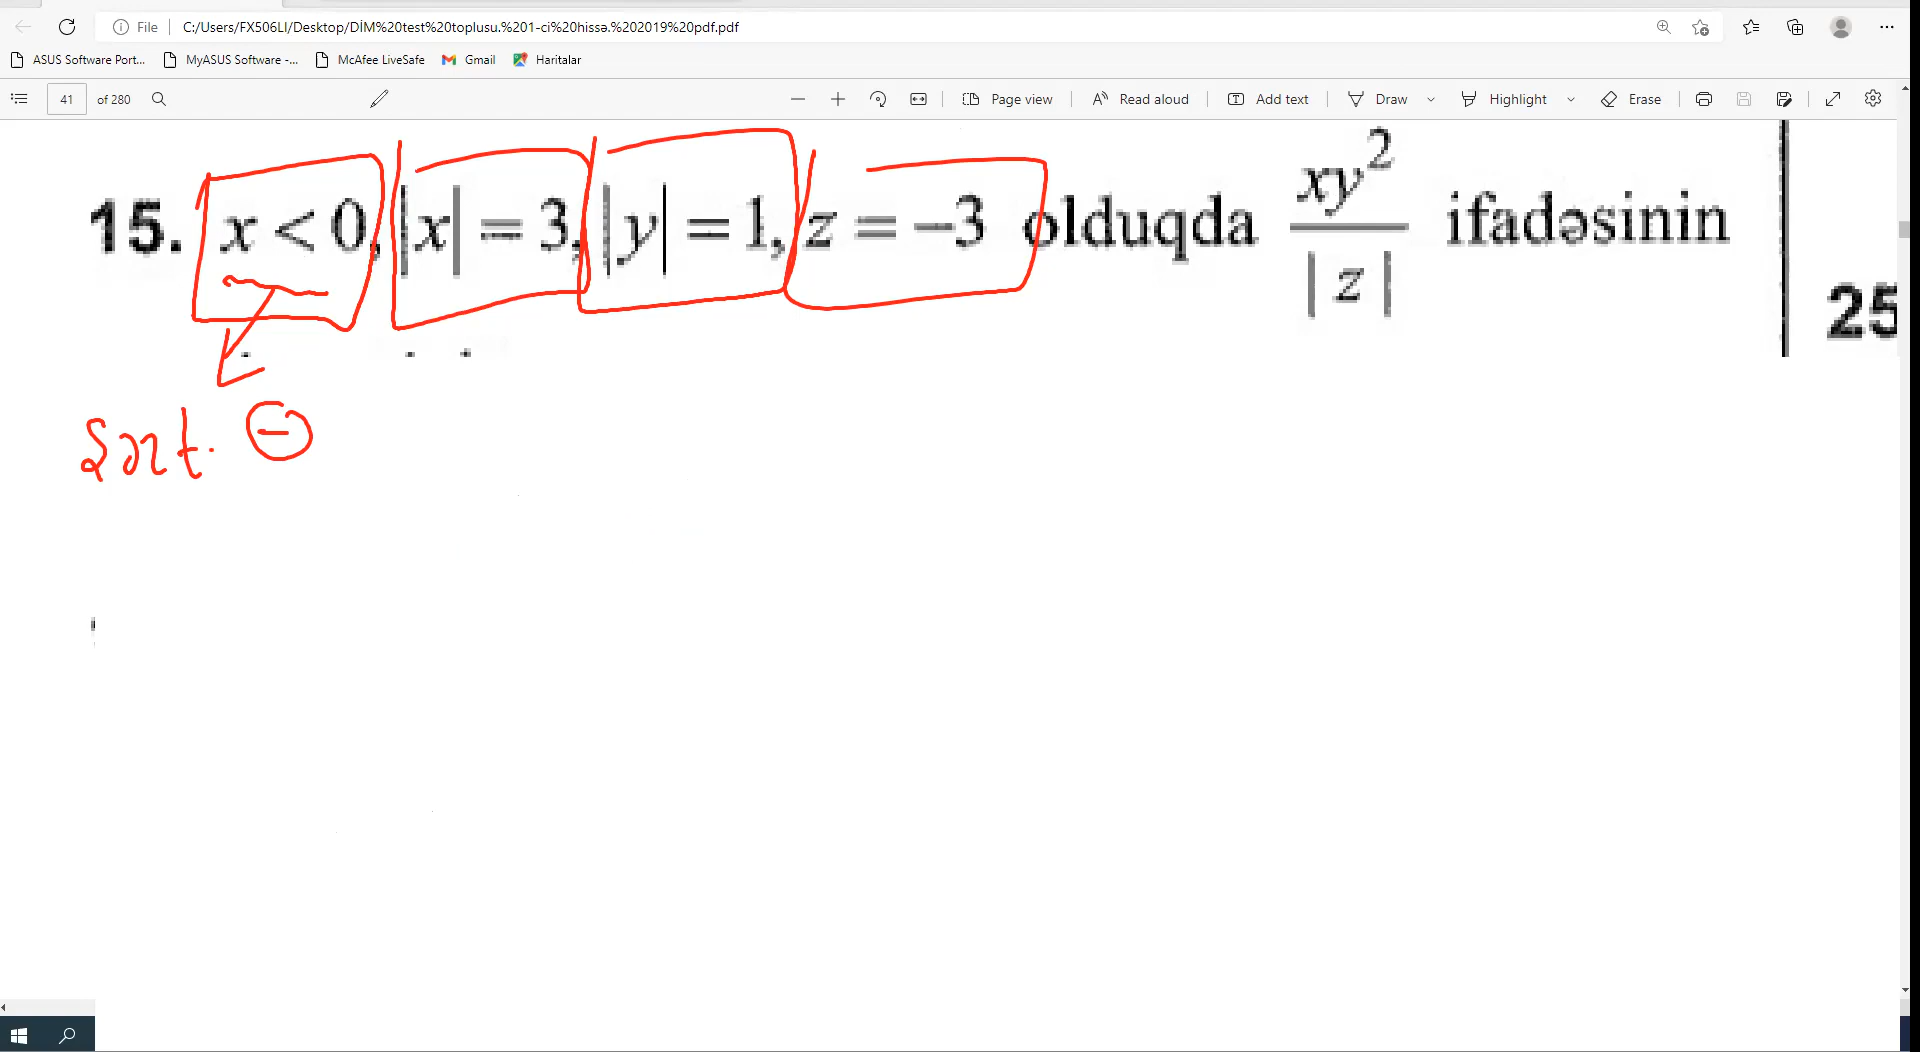 File C:/Users/FX506LI/Desktop/DİM%20test%20toplusu.%201-ci%20hissə.%202019%20pdf.pdf
ASUS Software Port... MyASUS Software -... McAfee LiveSafe Gmail Haritalar
41 of 280 Page view Read aloud Add text Draw Highlight Erase
15. x < 0, |x| = 3, |y| = 1, z = −3 olduqda xy²/|z| ifadəsinin
25
Şərt. −